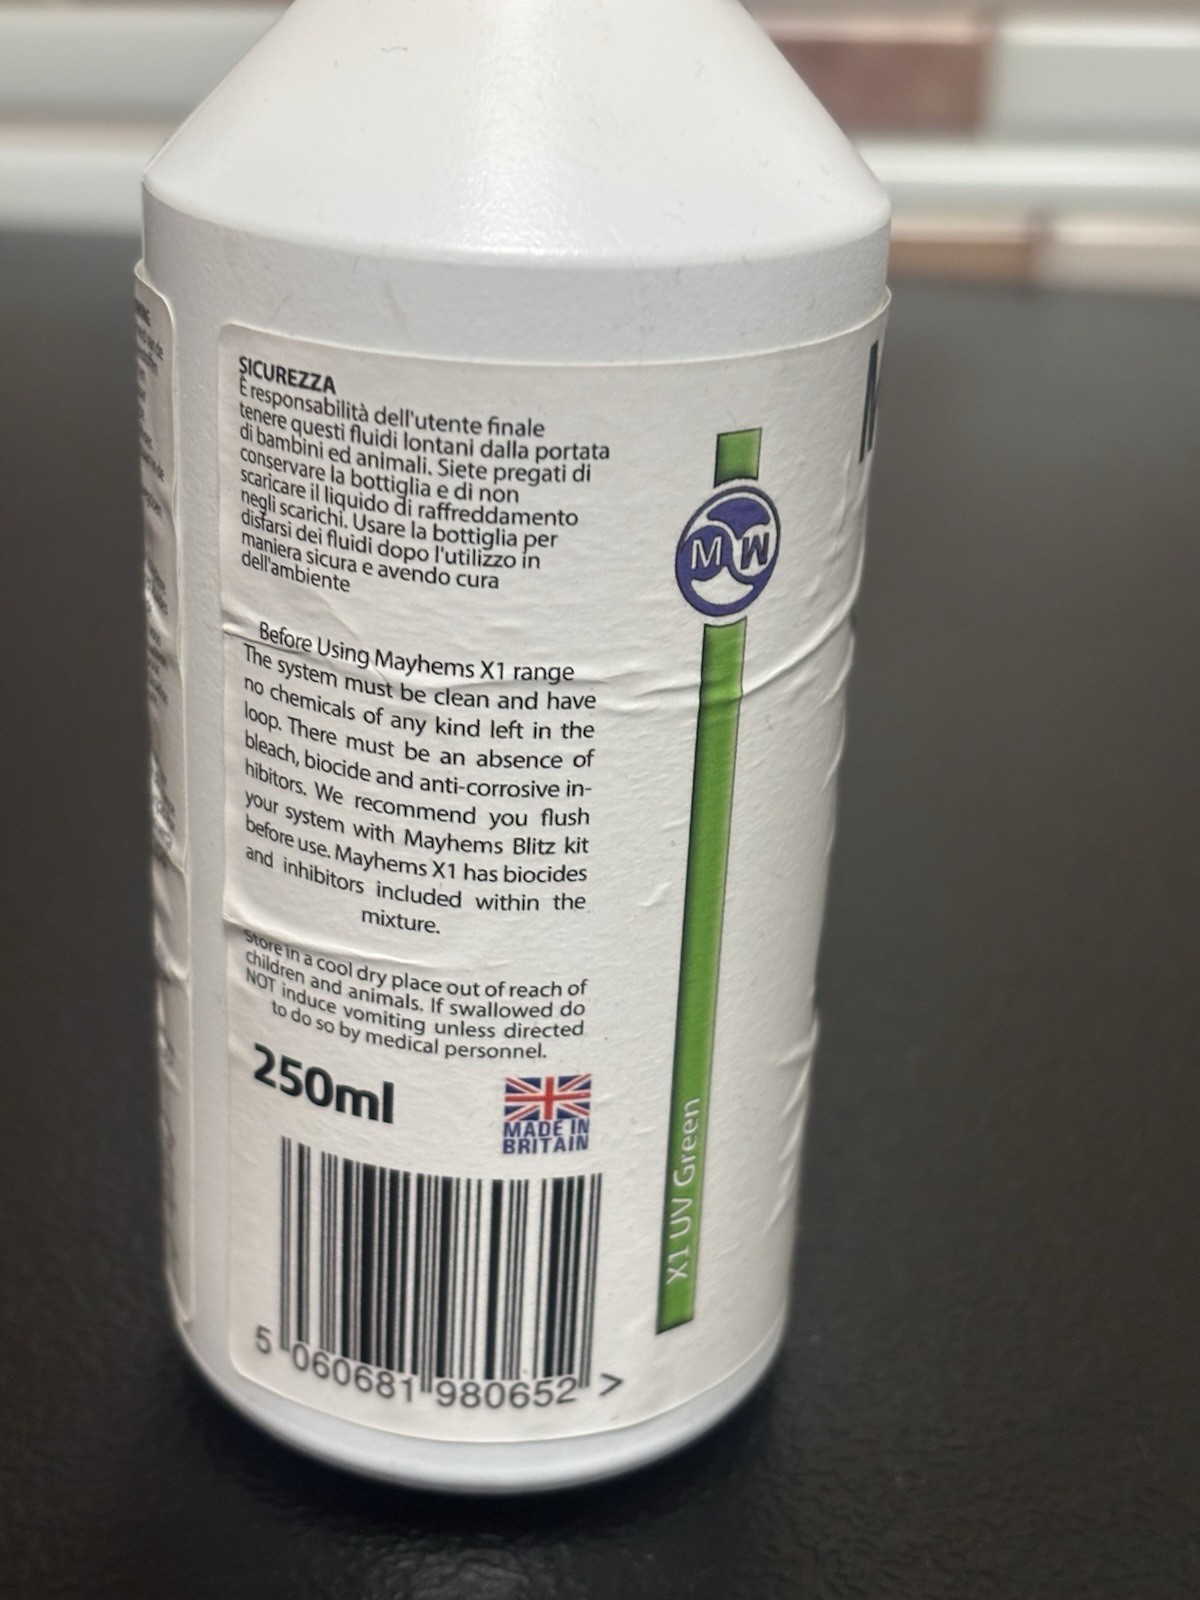 SICUREZZA
È responsabilità dell'utente finale
tenere questi fluidi lontani dalla portata
di bambini ed animali. Siete pregati di
conservare la bottiglia e di non
scaricare il liquido di raffreddamento
negli scarichi. Usare la bottiglia per
disfarsi dei fluidi dopo l'utilizzo in
maniera sicura e avendo cura
dell'ambiente
Before Using Mayhems X1 range
The system must be clean and have
no chemicals of any kind left in the
loop. There must be an absence of
bleach, biocide and anti-corrosive in-
hibitors. We recommend you flush
your system with Mayhems Blitz kit
before use. Mayhems X1 has biocides
and inhibitors included within the
mixture.
Store in a cool dry place out of reach of
children and animals. If swallowed do
NOT induce vomiting unless directed
to do so by medical personnel.
250ml
MADE IN
BRITAIN
5 060681 980652 >
M W
X1 UV Green